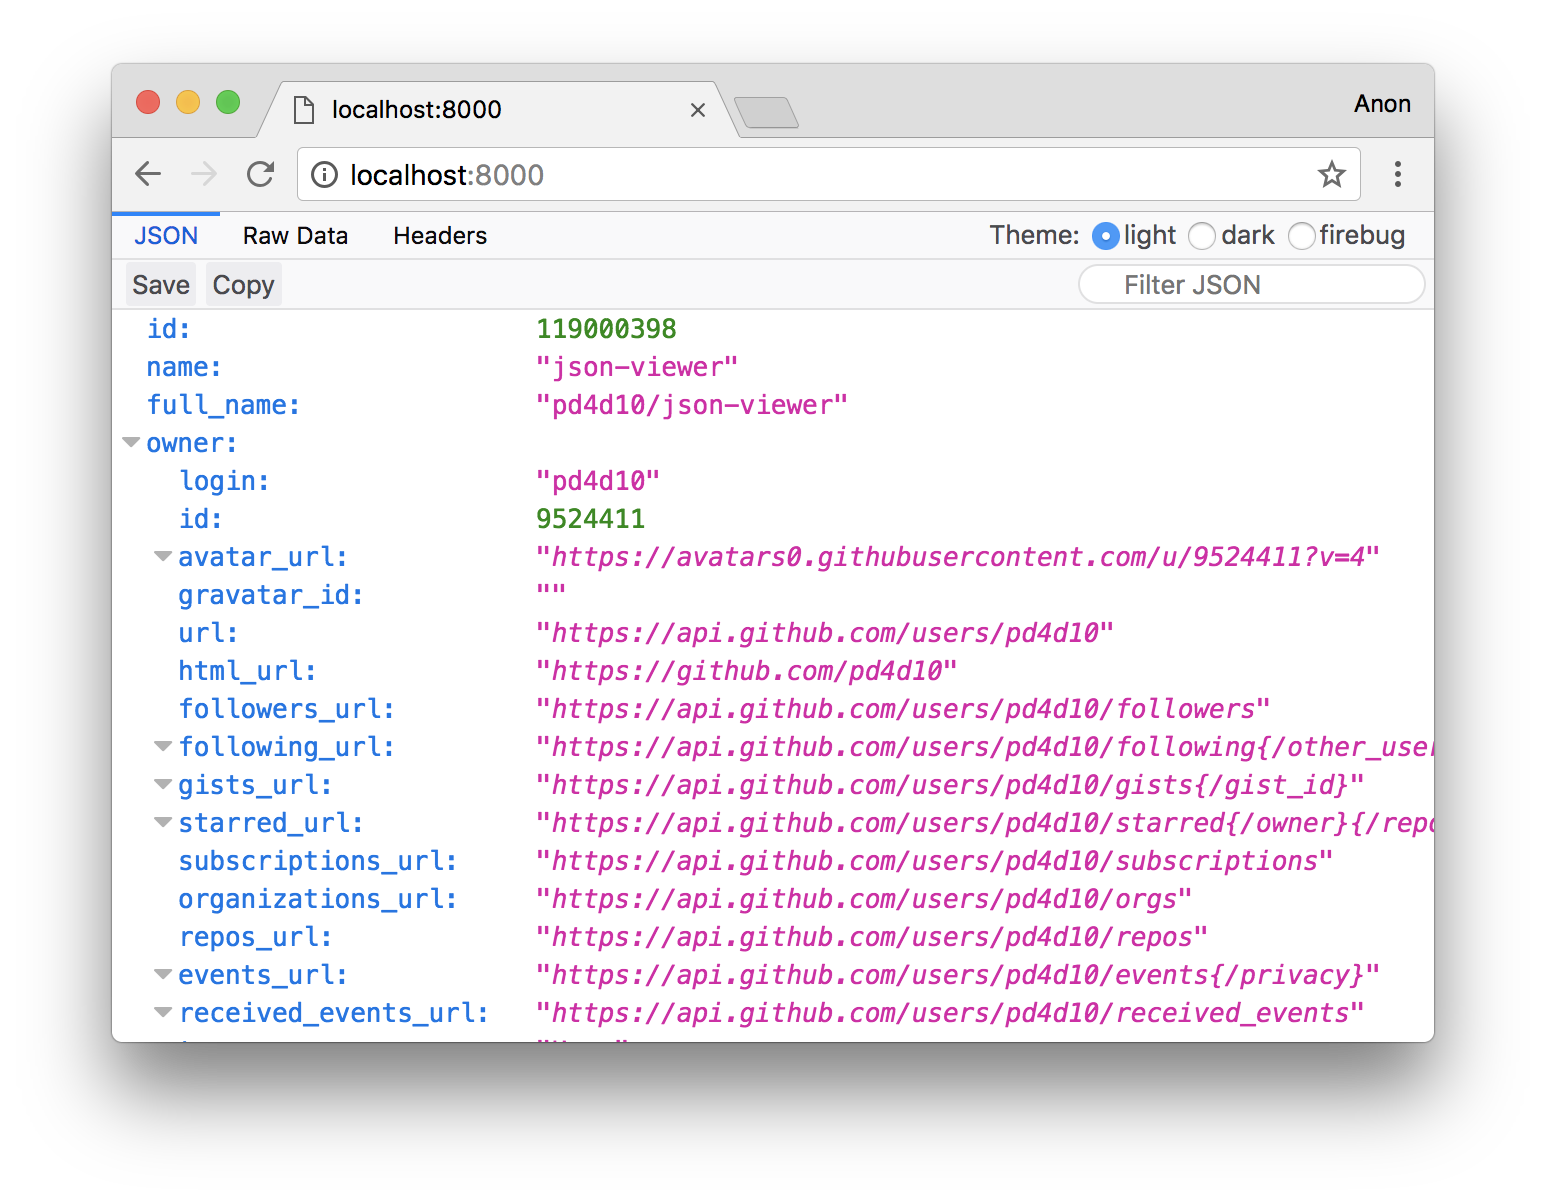 localhost:8000
Anon
localhost:8000
JSON Raw Data Headers Theme: light dark firebug
Save Copy Filter JSON
id: 119000398
name: "json-viewer"
full_name: "pd4d10/json-viewer"
owner:
login: "pd4d10"
id: 9524411
avatar_url: "https://avatars0.githubusercontent.com/u/9524411?v=4"
gravatar_id: ""
url: "https://api.github.com/users/pd4d10"
html_url: "https://github.com/pd4d10"
followers_url: "https://api.github.com/users/pd4d10/followers"
following_url: "https://api.github.com/users/pd4d10/following{/other_user
gists_url: "https://api.github.com/users/pd4d10/gists{/gist_id}"
starred_url: "https://api.github.com/users/pd4d10/starred{/owner}{/repo
subscriptions_url: "https://api.github.com/users/pd4d10/subscriptions"
organizations_url: "https://api.github.com/users/pd4d10/orgs"
repos_url: "https://api.github.com/users/pd4d10/repos"
events_url: "https://api.github.com/users/pd4d10/events{/privacy}"
received_events_url: "https://api.github.com/users/pd4d10/received_events"